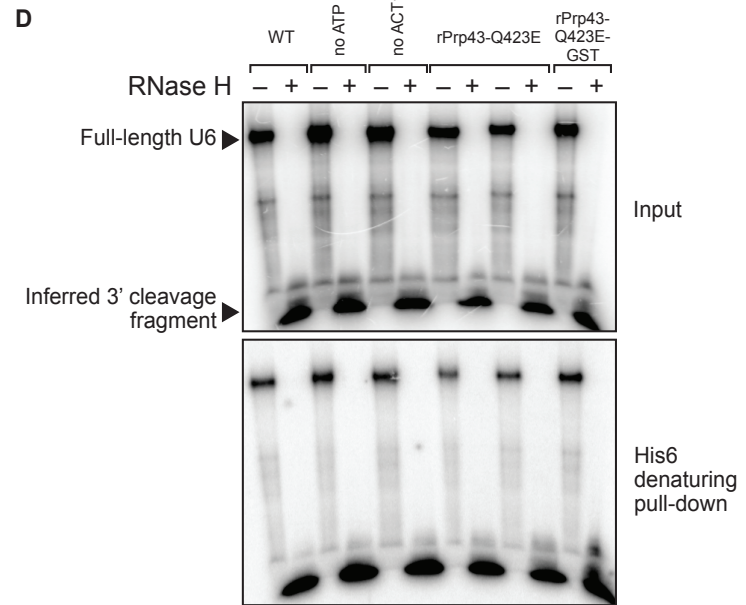 D
WT
no ATP
no ACT
rPrp43-Q423E
rPrp43-
Q423E-
GST
RNase H – + – + – + – + – + – +
Full-length U6
Input
Inferred 3’ cleavage
fragment
His6
denaturing
pull-down